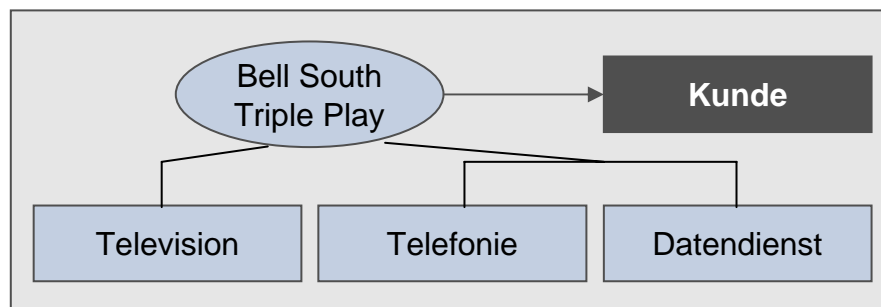 Bell South
Triple Play
Kunde
Television
Telefonie
Datendienst